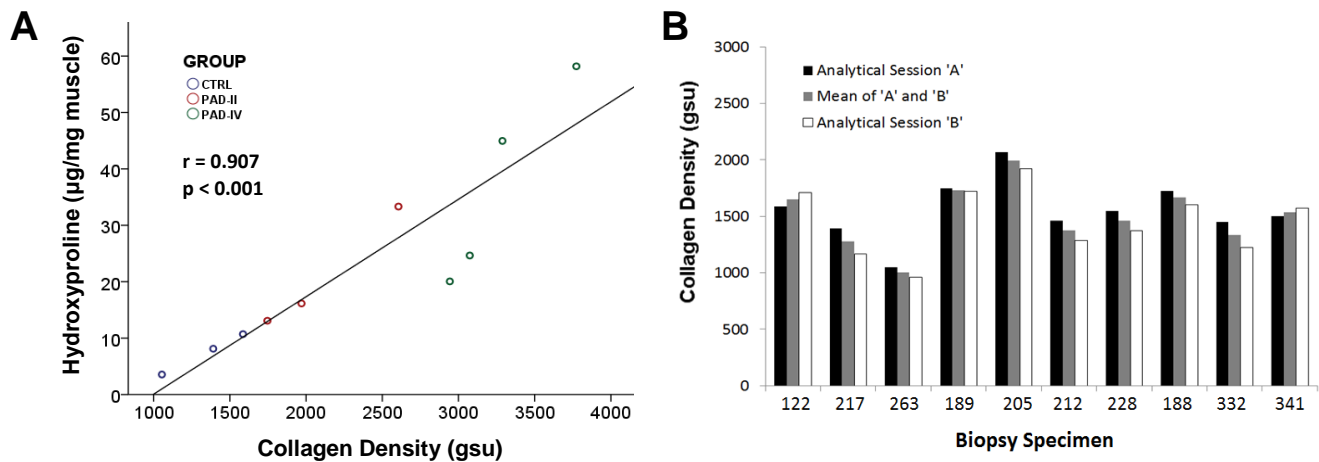 A
Hydroxyproline (µg/mg muscle)
60
50
40
30
20
10
0
GROUP
CTRL
PAD-II
PAD-IV
r = 0.907
p < 0.001
1000 1500 2000 2500 3000 3500 4000
Collagen Density (gsu)
B
Collagen Density (gsu)
3000
2500
2000
1500
1000
500
0
Analytical Session 'A'
Mean of 'A' and 'B'
Analytical Session 'B'
122 217 263 189 205 212 228 188 332 341
Biopsy Specimen